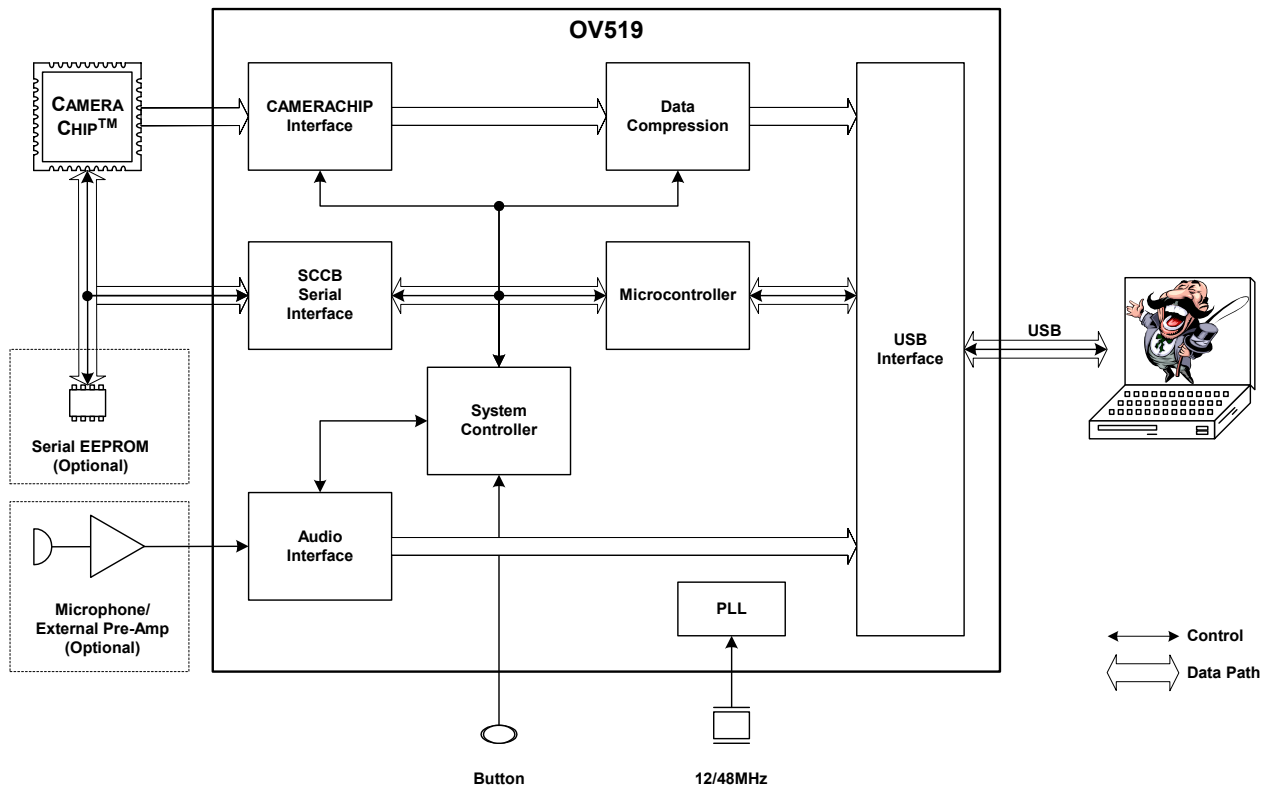 OV519
CAMERA
CHIP™
CAMERACHIP
Interface
Data
Compression
SCCB
Serial
Interface
Microcontroller
USB
Interface
USB
System
Controller
Serial EEPROM
(Optional)
Audio
Interface
Microphone/
External Pre-Amp
(Optional)
PLL
Control
Data Path
Button
12/48MHz